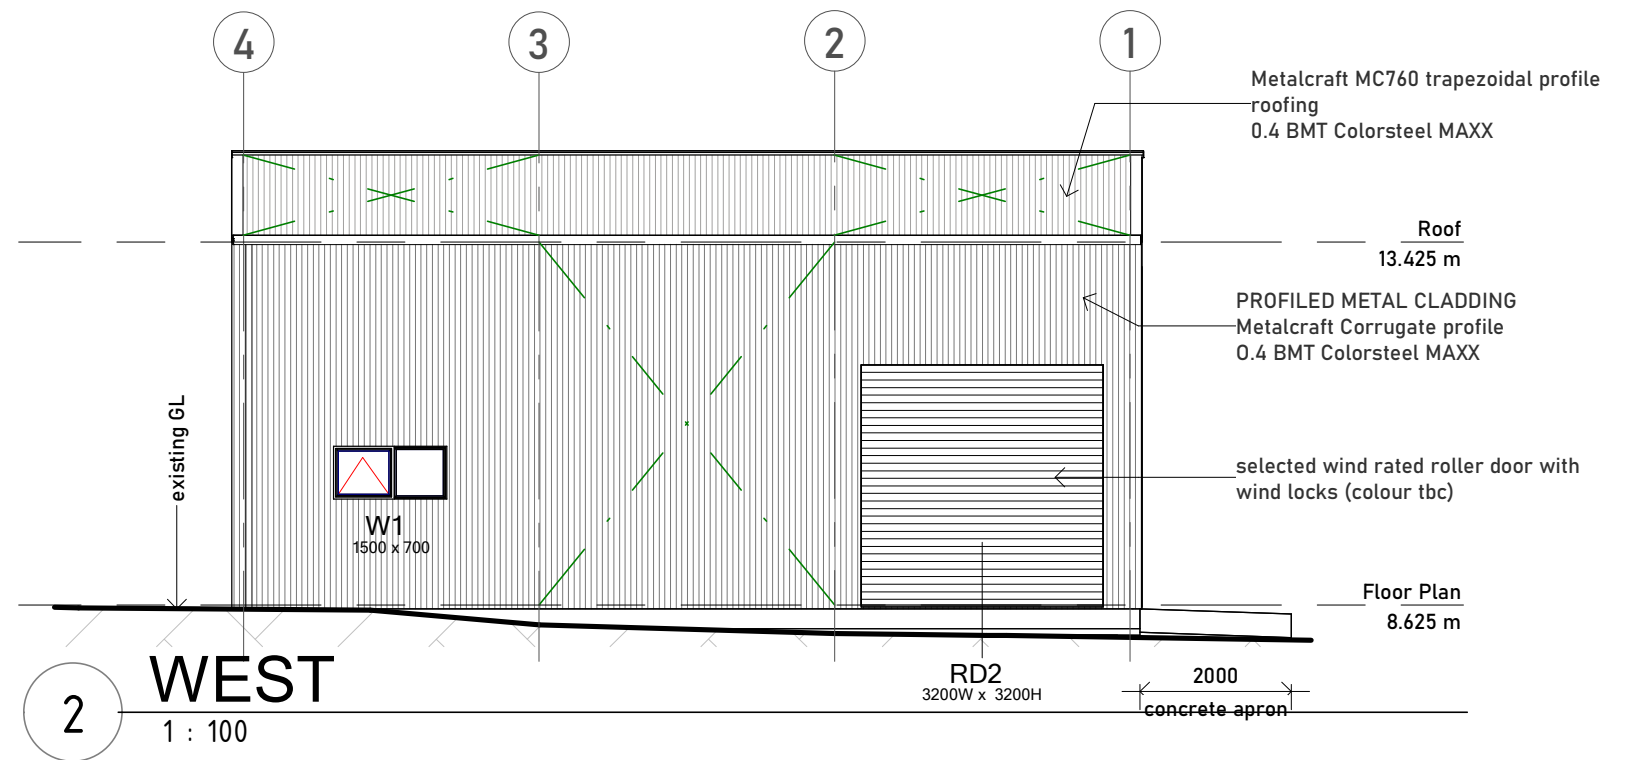 4
3
2
1
Metalcraft MC760 trapezoidal profile
roofing
0.4 BMT Colorsteel MAXX
Roof
13.425 m
PROFILED METAL CLADDING
Metalcraft Corrugate profile
0.4 BMT Colorsteel MAXX
existing GL
selected wind rated roller door with
wind locks (colour tbc)
W1
1500 x 700
Floor Plan
8.625 m
RD2
3200W x 3200H
2000
concrete apron
2
WEST
1 : 100